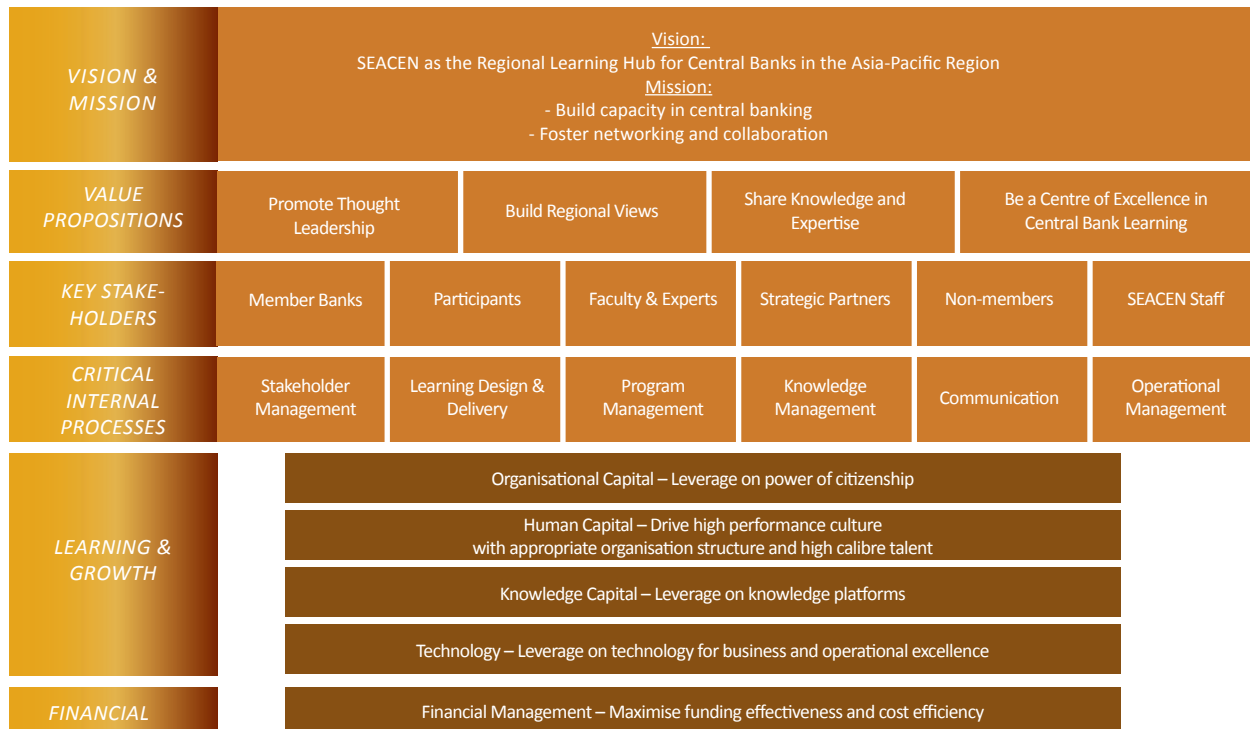 VISION &
MISSION
Vision:
SEACEN as the Regional Learning Hub for Central Banks in the Asia-Pacific Region
Mission:
- Build capacity in central banking
- Foster networking and collaboration
VALUE
PROPOSITIONS
Promote Thought
Leadership
Build Regional Views
Share Knowledge and
Expertise
Be a Centre of Excellence in
Central Bank Learning
KEY STAKE-
HOLDERS
Member Banks
Participants
Faculty & Experts
Strategic Partners
Non-members
SEACEN Staff
CRITICAL
INTERNAL
PROCESSES
Stakeholder
Management
Learning Design &
Delivery
Program
Management
Knowledge
Management
Communication
Operational
Management
LEARNING &
GROWTH
Organisational Capital – Leverage on power of citizenship
Human Capital – Drive high performance culture
with appropriate organisation structure and high calibre talent
Knowledge Capital – Leverage on knowledge platforms
Technology – Leverage on technology for business and operational excellence
FINANCIAL
Financial Management – Maximise funding effectiveness and cost efficiency